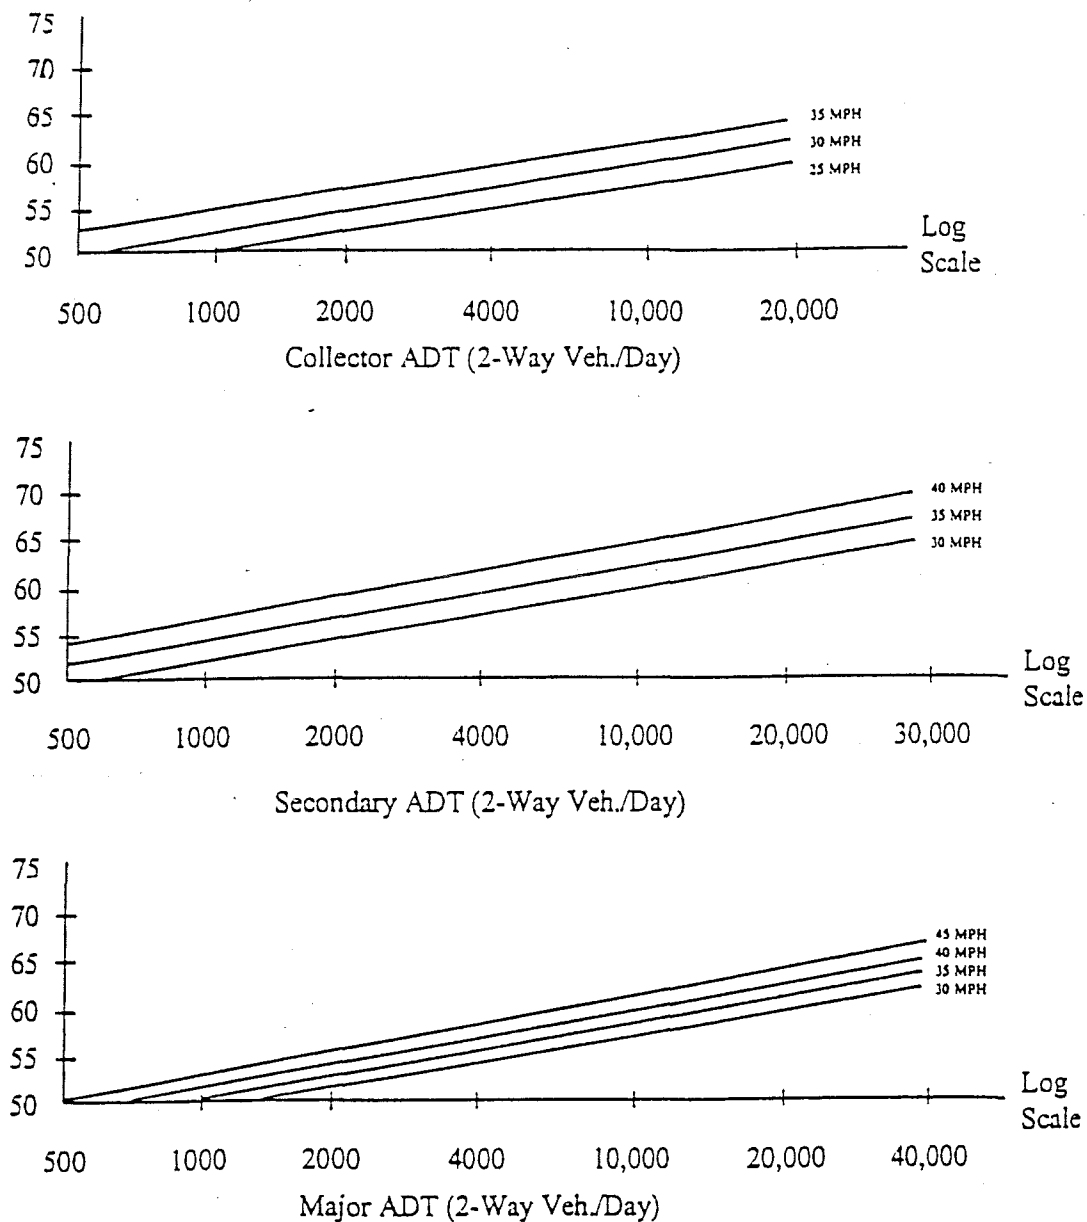 75
70
65
60
55
50
35 MPH
30 MPH
25 MPH
Log
Scale
500 1000 2000 4000 10,000 20,000
Collector ADT (2-Way Veh./Day)
75
70
65
60
55
50
40 MPH
35 MPH
30 MPH
Log
Scale
500 1000 2000 4000 10,000 20,000 30,000
Secondary ADT (2-Way Veh./Day)
75
70
65
60
55
50
45 MPH
40 MPH
35 MPH
30 MPH
Log
Scale
500 1000 2000 4000 10,000 20,000 40,000
Major ADT (2-Way Veh./Day)